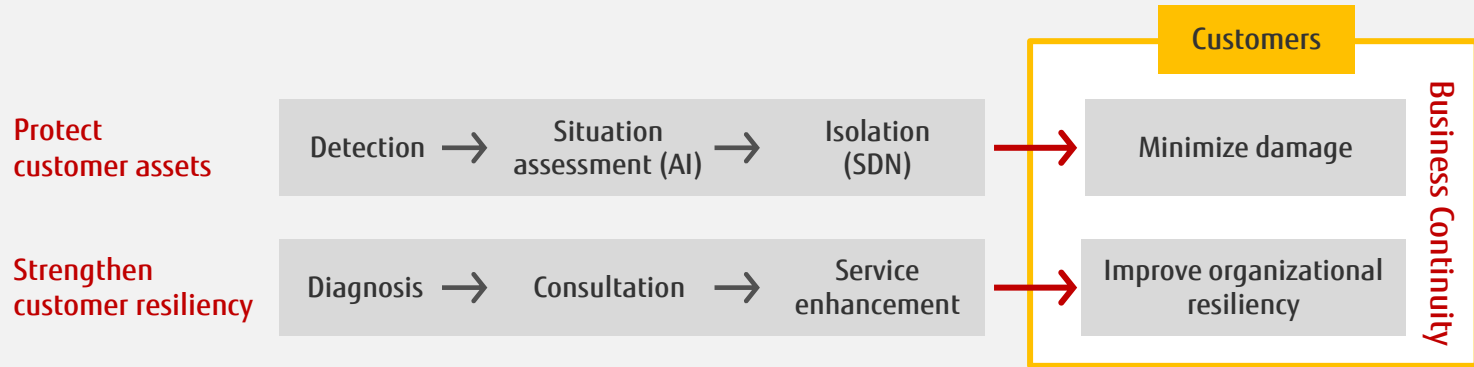 Customers
Protect
customer assets
Detection
Situation
assessment (AI)
Isolation
(SDN)
Minimize damage
Strengthen
customer resiliency
Diagnosis
Consultation
Service
enhancement
Improve organizational
resiliency
Business Continuity